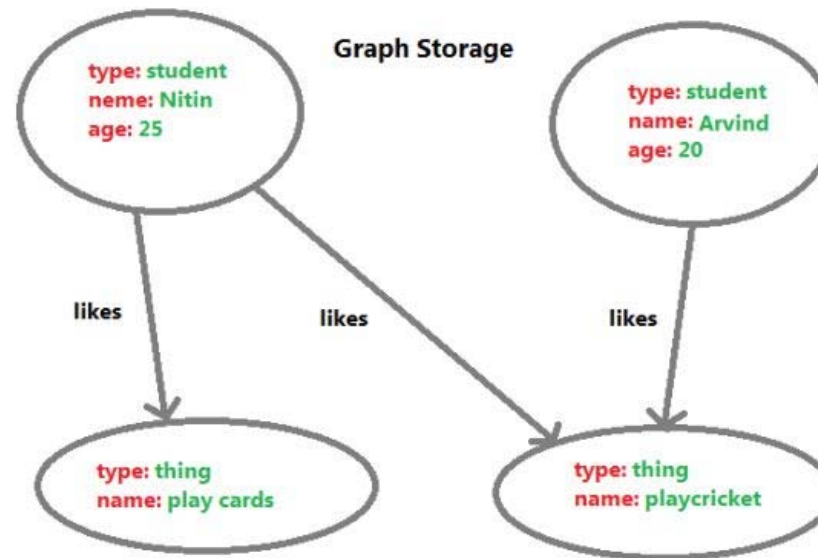 Graph Storage
type: student
neme: Nitin
age: 25
type: student
name: Arvind
age: 20
likes
likes
likes
type: thing
name: play cards
type: thing
name: playcricket